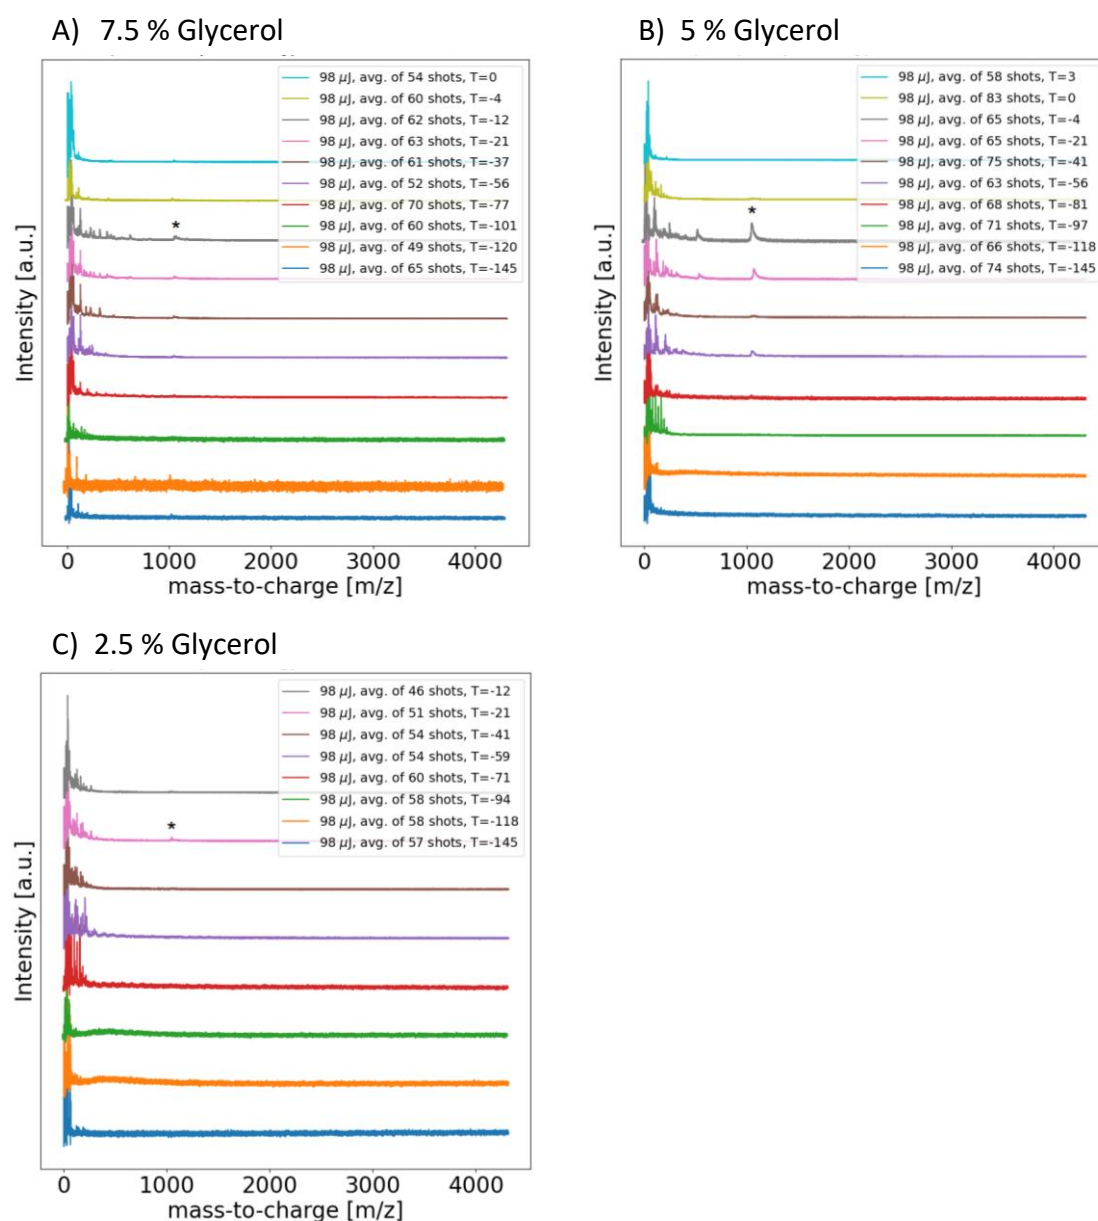 A) 7.5 % Glycerol
98 μJ, avg. of 54 shots, T=0
98 μJ, avg. of 60 shots, T=-4
98 μJ, avg. of 62 shots, T=-12
98 μJ, avg. of 63 shots, T=-21
98 μJ, avg. of 61 shots, T=-37
98 μJ, avg. of 52 shots, T=-56
98 μJ, avg. of 70 shots, T=-77
98 μJ, avg. of 60 shots, T=-101
98 μJ, avg. of 49 shots, T=-120
98 μJ, avg. of 65 shots, T=-145
*
Intensity [a.u.]
0 1000 2000 3000 4000
mass-to-charge [m/z]
B) 5 % Glycerol
98 μJ, avg. of 58 shots, T=3
98 μJ, avg. of 83 shots, T=0
98 μJ, avg. of 65 shots, T=-4
98 μJ, avg. of 65 shots, T=-21
98 μJ, avg. of 75 shots, T=-41
98 μJ, avg. of 63 shots, T=-56
98 μJ, avg. of 68 shots, T=-81
98 μJ, avg. of 71 shots, T=-97
98 μJ, avg. of 66 shots, T=-118
98 μJ, avg. of 74 shots, T=-145
*
Intensity [a.u.]
0 1000 2000 3000 4000
mass-to-charge [m/z]
C) 2.5 % Glycerol
98 μJ, avg. of 46 shots, T=-12
98 μJ, avg. of 51 shots, T=-21
98 μJ, avg. of 54 shots, T=-41
98 μJ, avg. of 54 shots, T=-59
98 μJ, avg. of 60 shots, T=-71
98 μJ, avg. of 58 shots, T=-94
98 μJ, avg. of 58 shots, T=-118
98 μJ, avg. of 57 shots, T=-145
*
Intensity [a.u.]
0 1000 2000 3000 4000
mass-to-charge [m/z]